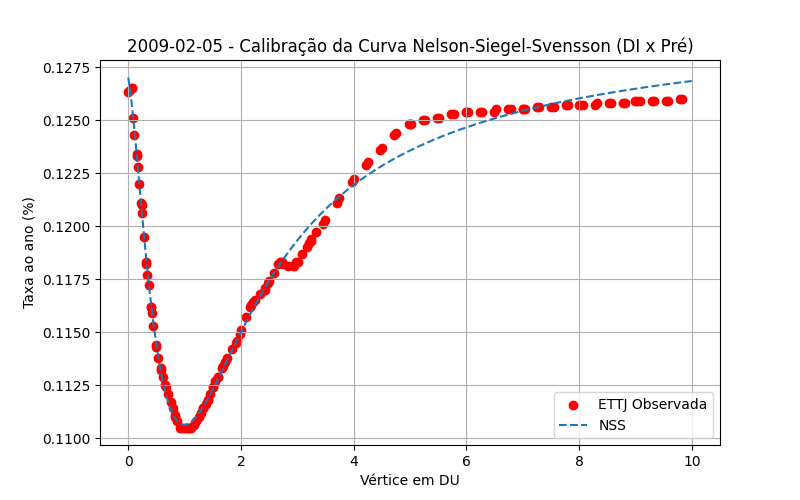 2009-02-05 - Calibração da Curva Nelson-Siegel-Svensson (DI x Pré)
Taxa ao ano (%)
0.1275
0.1250
0.1225
0.1200
0.1175
0.1150
0.1125
0.1100
ETTJ Observada
NSS
0 2 4 6 8 10
Vértice em DU